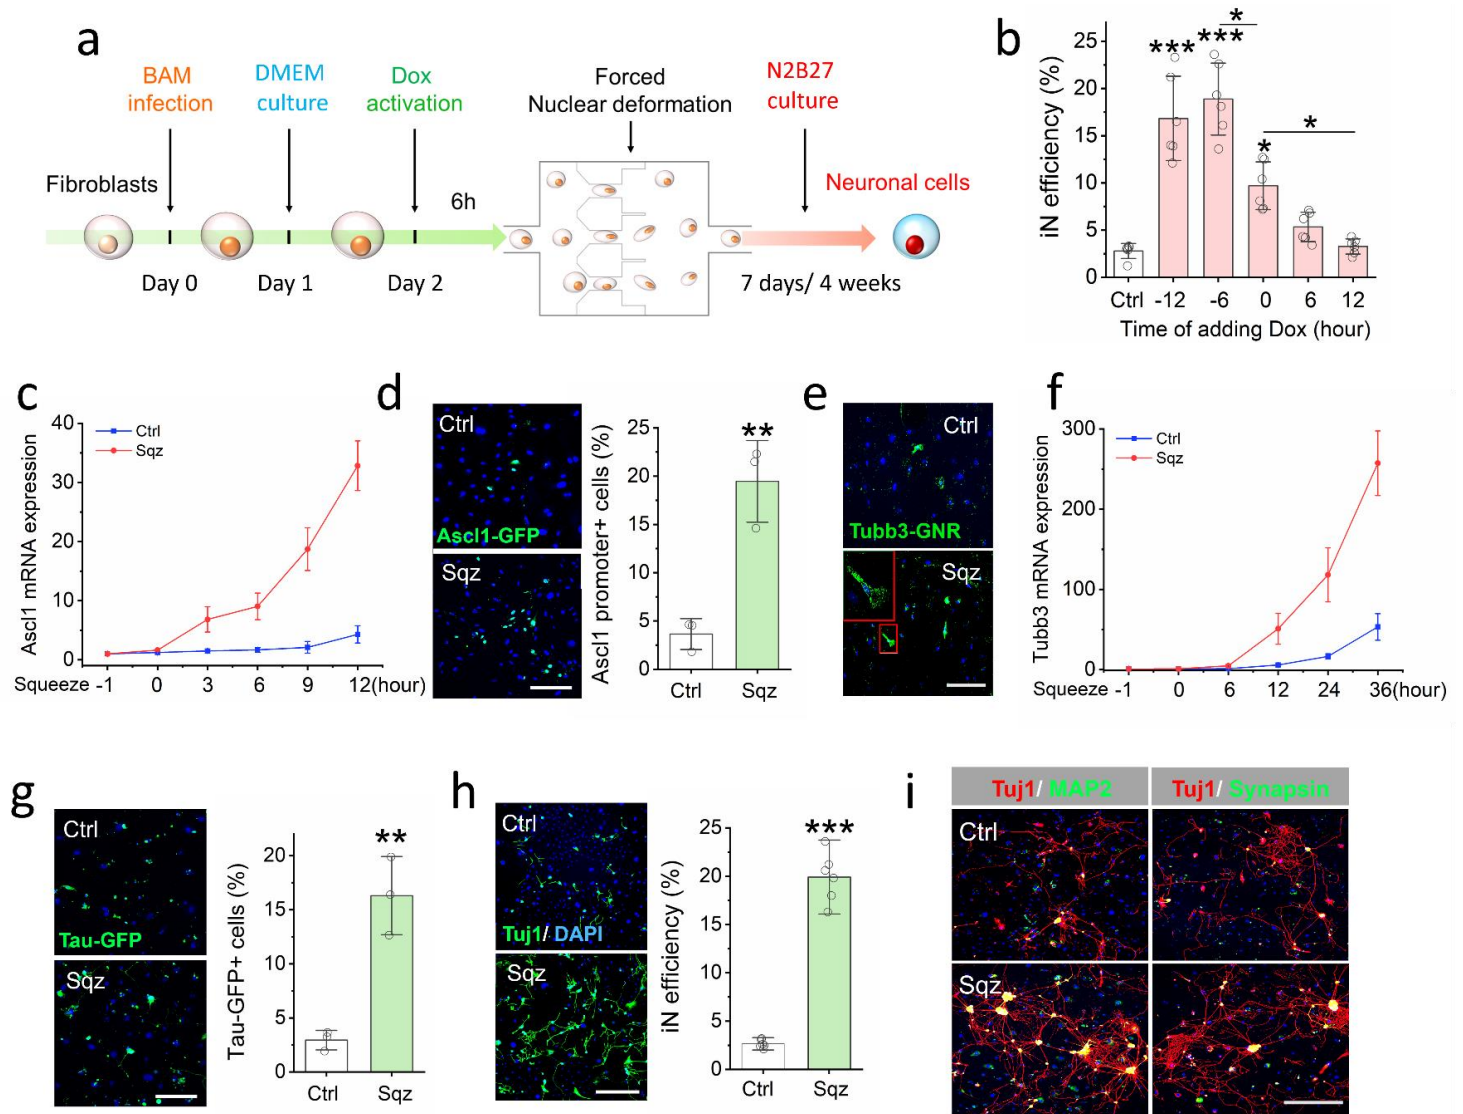 a
BAM
infection
DMEM
culture
Dox
activation
Forced
Nuclear deformation
N2B27
culture
Fibroblasts
6h
Neuronal cells
Day 0
Day 1
Day 2
7 days/ 4 weeks
b
iN efficiency (%)
25
20
15
10
5
0
***
***
*
*
*
Ctrl
-12
-6
0
6
12
Time of adding Dox (hour)
c
Ascl1 mRNA expression
40
30
20
10
0
Ctrl
Sqz
Squeeze -1
0
3
6
9
12(hour)
d
Ctrl
Ascl1-GFP
Sqz
Ascl1 promoter+ cells (%)
25
20
15
10
5
0
**
Ctrl
Sqz
e
Ctrl
Tubb3-GNR
Sqz
f
Tubb3 mRNA expression
300
200
100
0
Ctrl
Sqz
Squeeze -1
0
6
12
24
36(hour)
g
Ctrl
Tau-GFP
Sqz
Tau-GFP+ cells (%)
20
15
10
5
0
**
Ctrl
Sqz
h
Ctrl
Tuj1/ DAPI
Sqz
iN efficiency (%)
25
20
15
10
5
0
***
Ctrl
Sqz
i
Tuj1/ MAP2
Tuj1/ Synapsin
Ctrl
Sqz